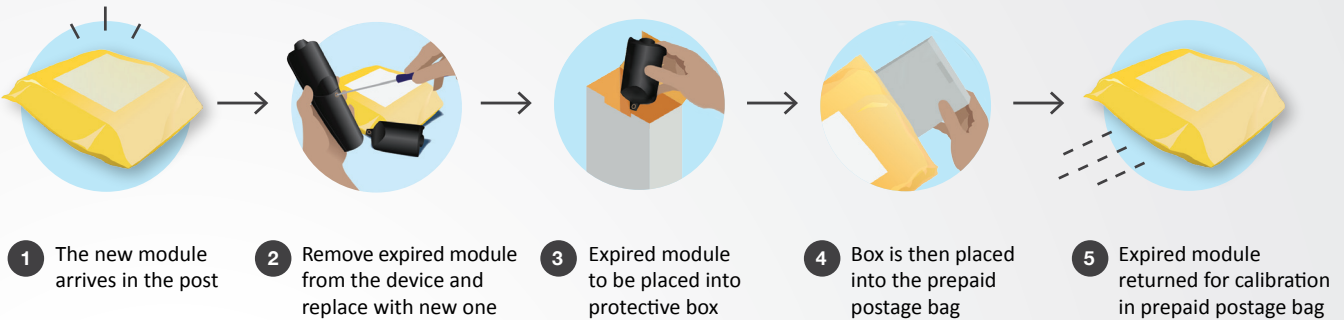 1 The new module
arrives in the post
2 Remove expired module
from the device and
replace with new one
3 Expired module
to be placed into
protective box
4 Box is then placed
into the prepaid
postage bag
5 Expired module
returned for calibration
in prepaid postage bag